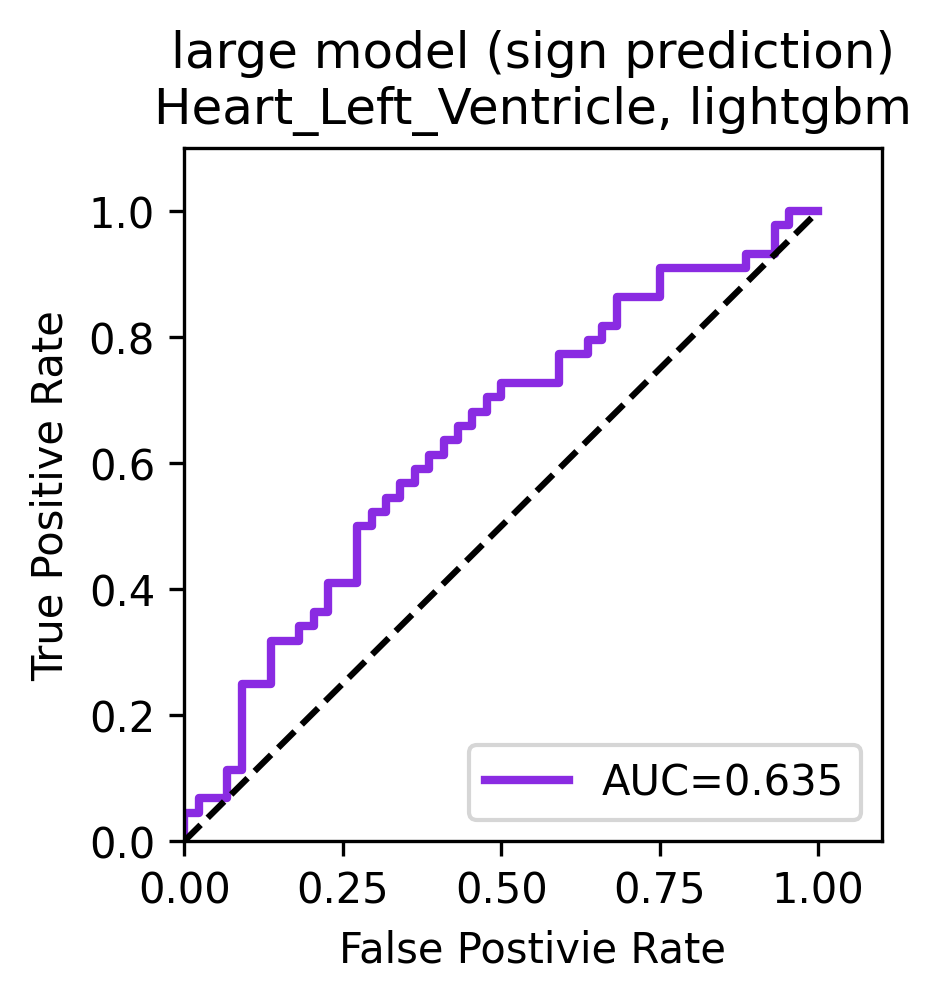 large model (sign prediction)
Heart_Left_Ventricle, lightgbm
1.0
0.8
0.6
0.4
0.2
0.0
True Positive Rate
AUC=0.635
0.00 0.25 0.50 0.75 1.00
False Postivie Rate